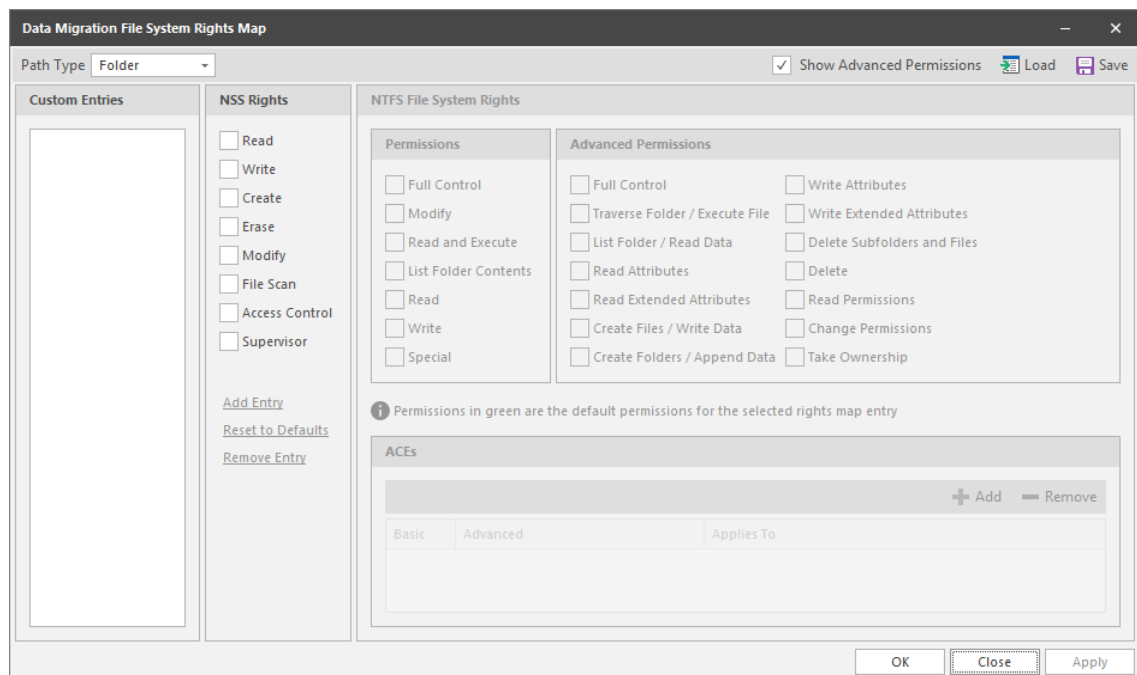 Data Migration File System Rights Map
Path Type Folder Show Advanced Permissions Load Save
Custom Entries
NSS Rights
Read
Write
Create
Erase
Modify
File Scan
Access Control
Supervisor
Add Entry
Reset to Defaults
Remove Entry
NTFS File System Rights
Permissions
Full Control
Modify
Read and Execute
List Folder Contents
Read
Write
Special
Advanced Permissions
Full Control
Traverse Folder / Execute File
List Folder / Read Data
Read Attributes
Read Extended Attributes
Create Files / Write Data
Create Folders / Append Data
Write Attributes
Write Extended Attributes
Delete Subfolders and Files
Delete
Read Permissions
Change Permissions
Take Ownership
Permissions in green are the default permissions for the selected rights map entry
ACEs
Add Remove
Basic Advanced Applies To
OK Close Apply